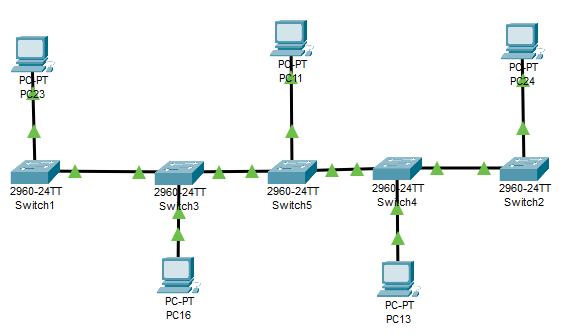 PC-PT
PC23
PC-PT
PC11
PC-PT
PC24
2960-24TT
Switch1
2960-24TT
Switch3
2960-24TT
Switch5
2960-24TT
Switch4
2960-24TT
Switch2
PC-PT
PC16
PC-PT
PC13